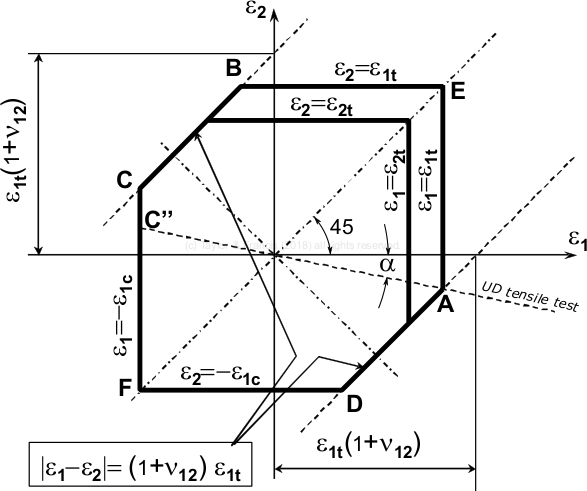 ε2
B
ε2=ε1t
E
ε2=ε2t
ε1t(1+ν12)
ε1=ε2t
ε1=ε1t
C
C”
45
ε1
α
A
UD tensile test
ε1=−ε1c
F
ε2=−ε1c
D
ε1t(1+ν12)
|ε1−ε2|= (1+ν12) ε1t